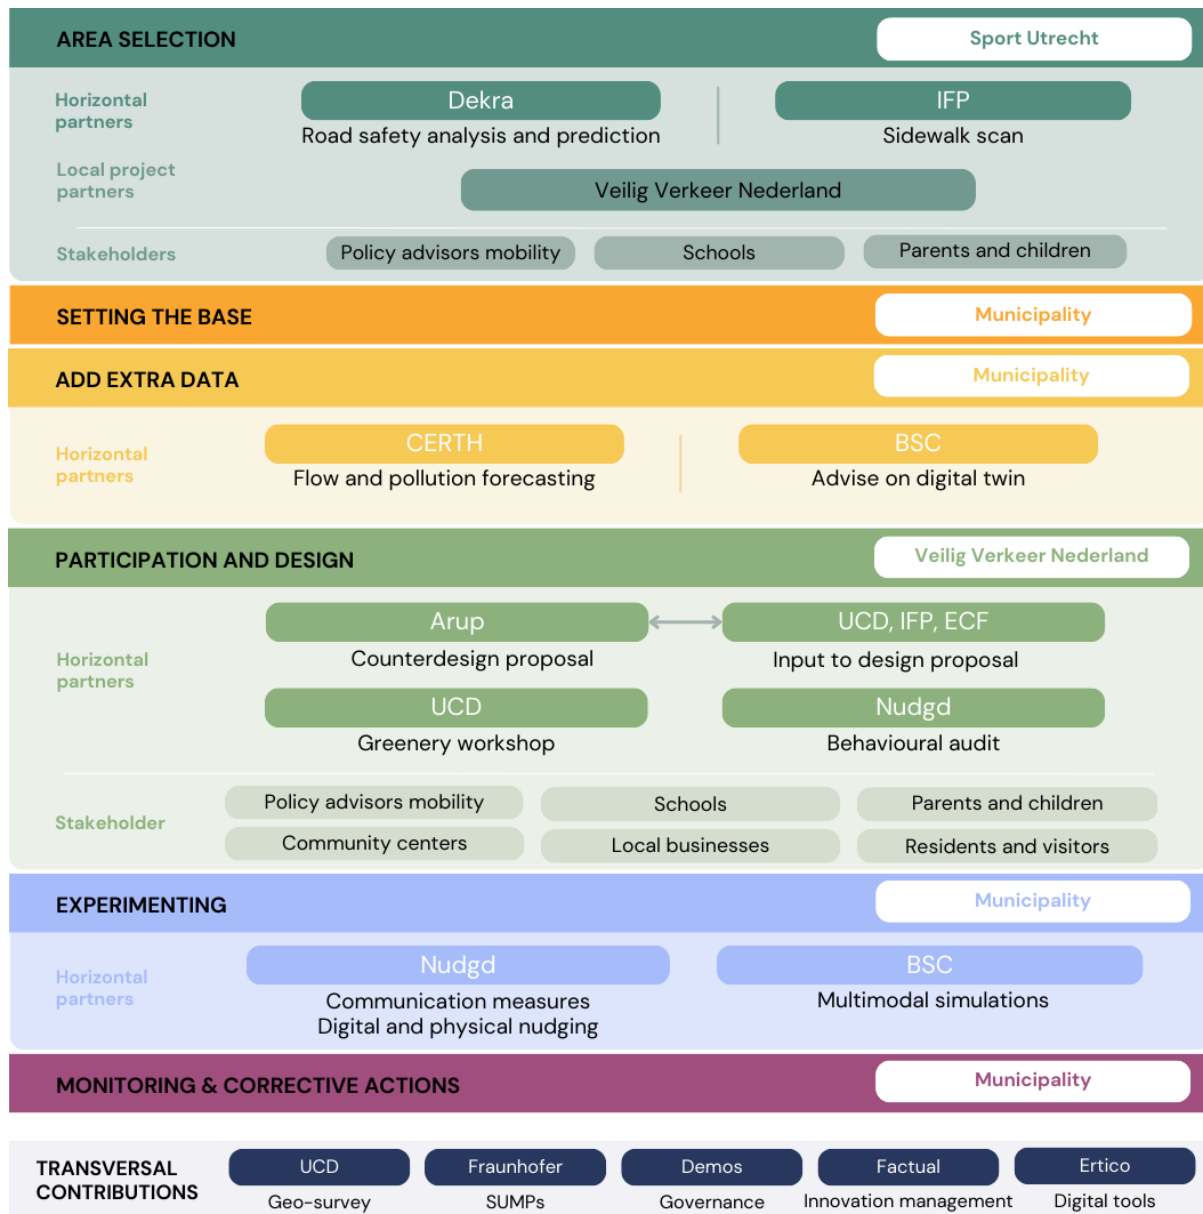 AREA SELECTION
Sport Utrecht
Horizontal
partners
Dekra
Road safety analysis and prediction
IFP
Sidewalk scan
Local project
partners
Veilig Verkeer Nederland
Stakeholders
Policy advisors mobility
Schools
Parents and children
SETTING THE BASE
Municipality
ADD EXTRA DATA
Municipality
Horizontal
partners
CERTH
Flow and pollution forecasting
BSC
Advise on digital twin
PARTICIPATION AND DESIGN
Veilig Verkeer Nederland
Horizontal
partners
Arup
Counterdesign proposal
UCD, IFP, ECF
Input to design proposal
UCD
Greenery workshop
Nudgd
Behavioural audit
Stakeholder
Policy advisors mobility
Schools
Parents and children
Community centers
Local businesses
Residents and visitors
EXPERIMENTING
Municipality
Horizontal
partners
Nudgd
Communication measures
Digital and physical nudging
BSC
Multimodal simulations
MONITORING & CORRECTIVE ACTIONS
Municipality
TRANSVERSAL
CONTRIBUTIONS
UCD
Geo-survey
Fraunhofer
SUMPs
Demos
Governance
Factual
Innovation management
Ertico
Digital tools